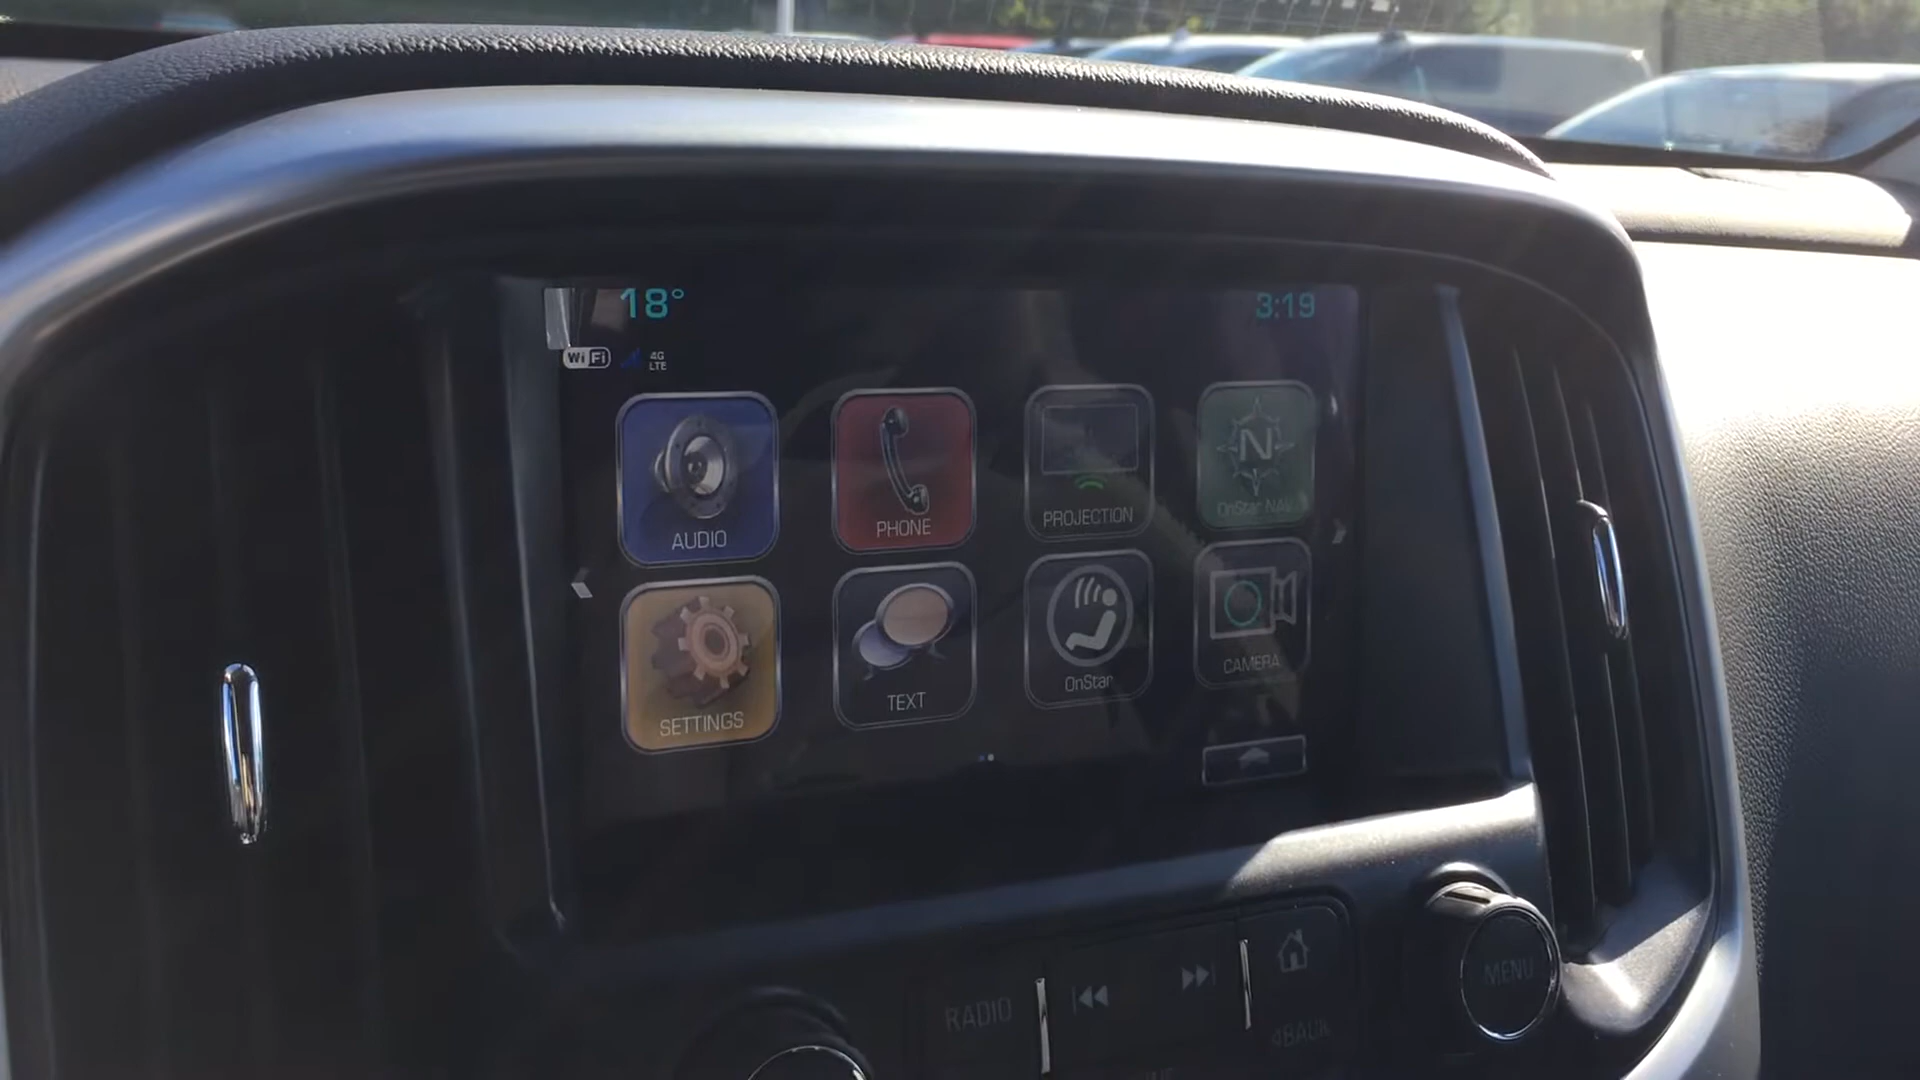 18° 3:19
WiFi 4G
LTE
AUDIO PHONE PROJECTION N OnStar NAV
SETTINGS TEXT OnStar CAMERA
RADIO
MENU
BACK